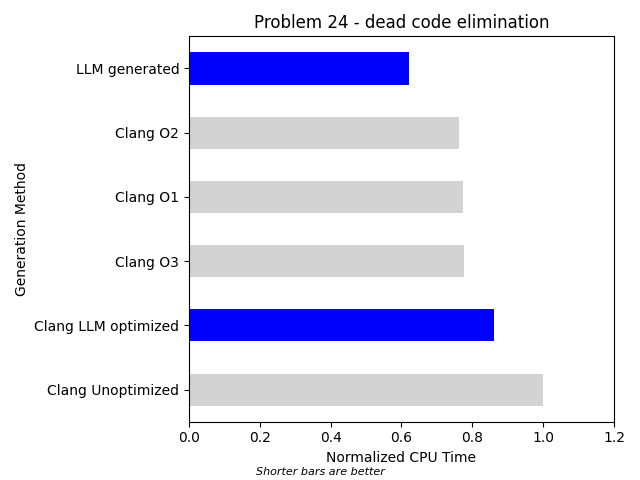 Problem 24 - dead code elimination
Generation Method
LLM generated
Clang O2
Clang O1
Clang O3
Clang LLM optimized
Clang Unoptimized
0.0 0.2 0.4 0.6 0.8 1.0 1.2
Normalized CPU Time
Shorter bars are better